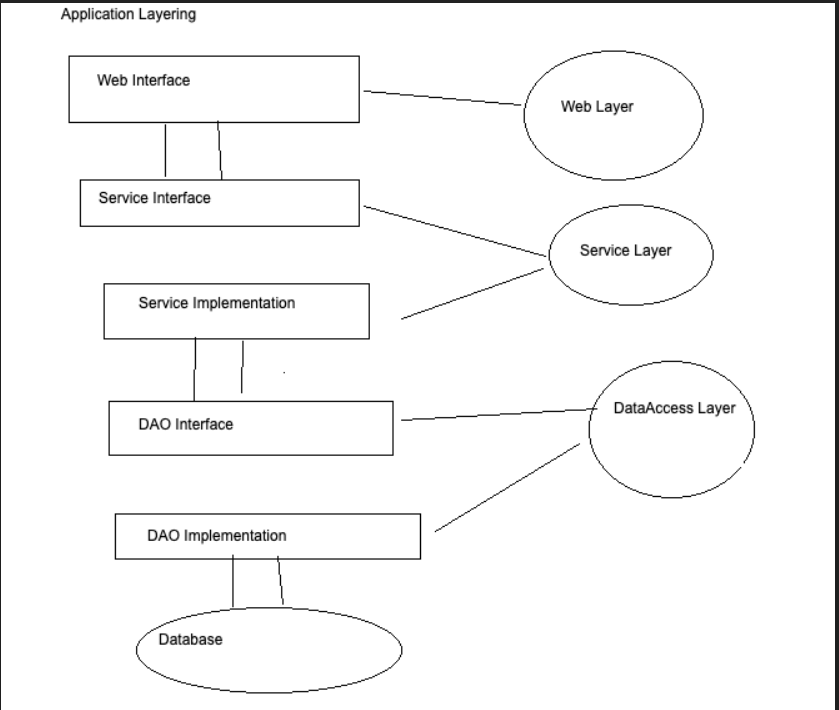 Application Layering
Web Interface
Web Layer
Service Interface
Service Layer
Service Implementation
DAO Interface
DataAccess Layer
DAO Implementation
Database